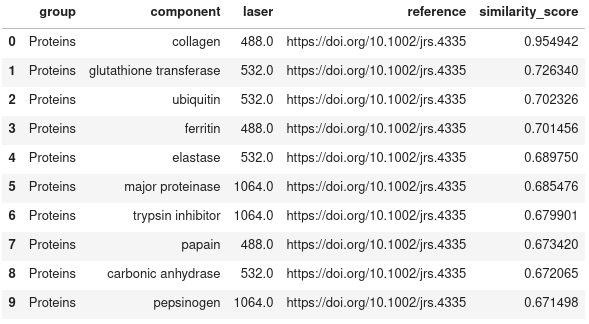 group component laser reference similarity_score
0 Proteins collagen 488.0 https://doi.org/10.1002/jrs.4335 0.954942
1 Proteins glutathione transferase 532.0 https://doi.org/10.1002/jrs.4335 0.726340
2 Proteins ubiquitin 532.0 https://doi.org/10.1002/jrs.4335 0.702326
3 Proteins ferritin 488.0 https://doi.org/10.1002/jrs.4335 0.701456
4 Proteins elastase 532.0 https://doi.org/10.1002/jrs.4335 0.689750
5 Proteins major proteinase 1064.0 https://doi.org/10.1002/jrs.4335 0.685476
6 Proteins trypsin inhibitor 1064.0 https://doi.org/10.1002/jrs.4335 0.679901
7 Proteins papain 488.0 https://doi.org/10.1002/jrs.4335 0.673420
8 Proteins carbonic anhydrase 532.0 https://doi.org/10.1002/jrs.4335 0.672065
9 Proteins pepsinogen 1064.0 https://doi.org/10.1002/jrs.4335 0.671498